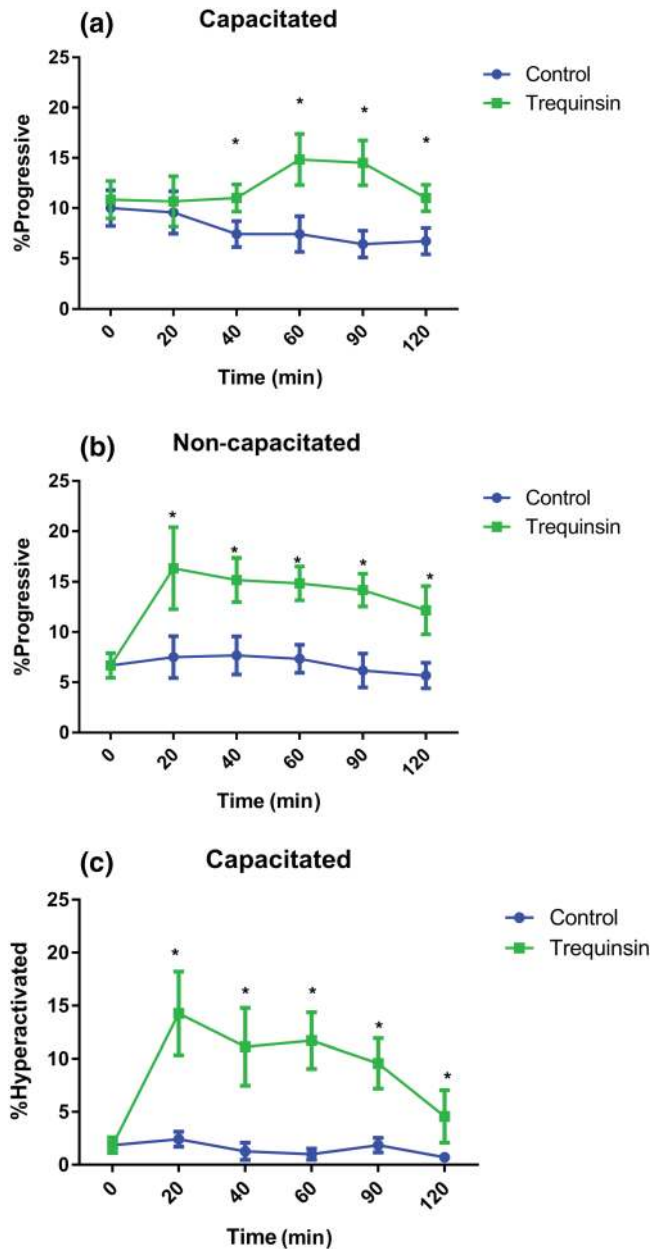 (a) Capacitated
25
20
15
10
5
0
%Progressive
Control
Trequinsin
* * * * 
0 20 40 60 90 120
Time (min)
(b) Non-capacitated
25
20
15
10
5
0
%Progressive
Control
Trequinsin
* * * * *
0 20 40 60 90 120
Time (min)
(c) Capacitated
25
20
15
10
5
0
%Hyperactivated
Control
Trequinsin
* * * * *
0 20 40 60 90 120
Time (min)